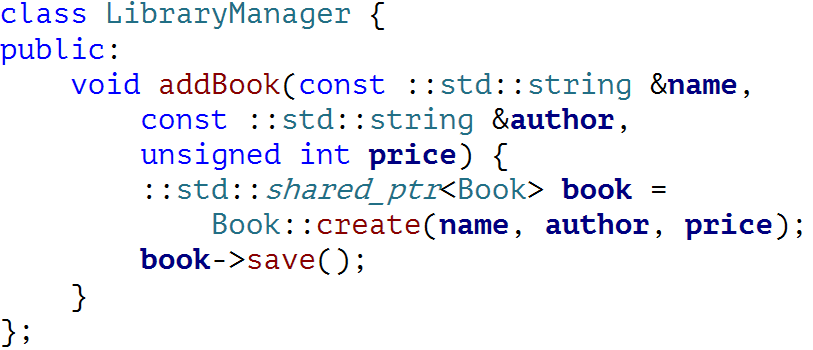 class LibraryManager {
public:
    void addBook(const ::std::string &name,
        const ::std::string &author,
        unsigned int price) {
        ::std::shared_ptr<Book> book =
            Book::create(name, author, price);
        book->save();
    }
};